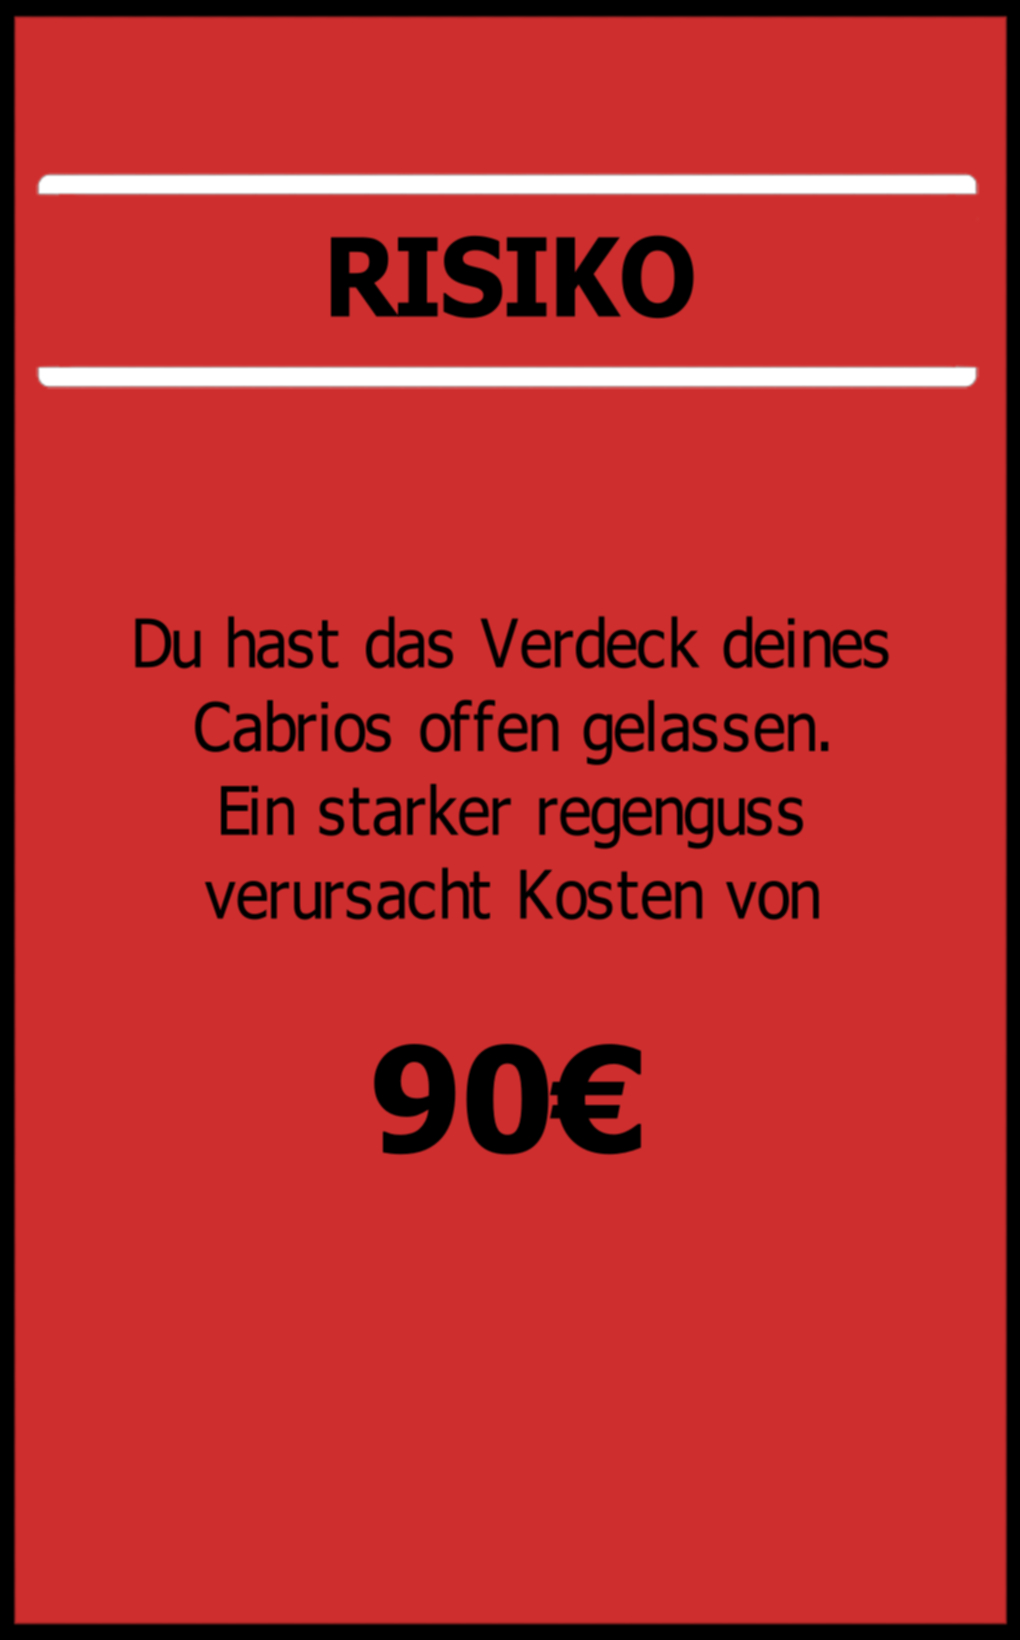 RISIKO
Du hast das Verdeck deines
Cabrios offen gelassen.
Ein starker regenguss
verursacht Kosten von
90€